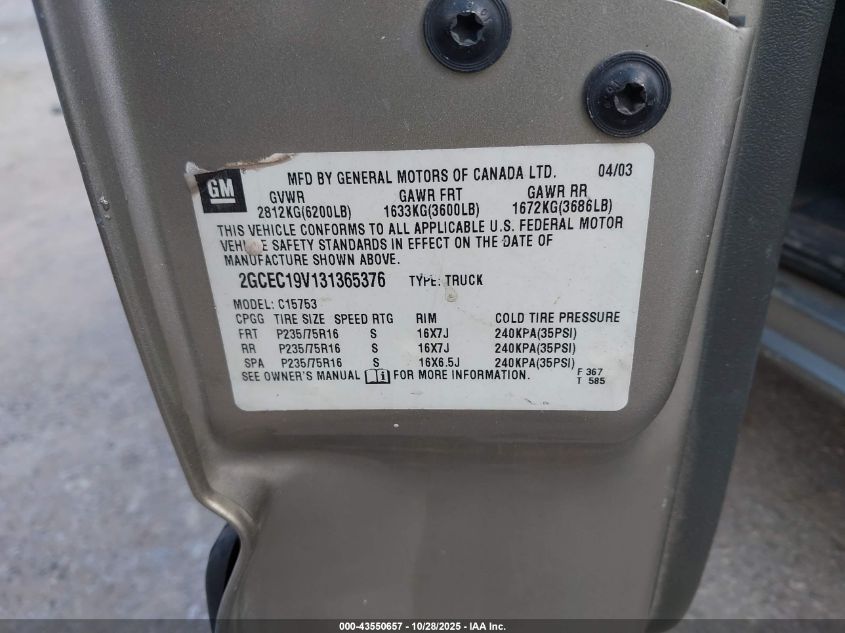 GM
MFD BY GENERAL MOTORS OF CANADA LTD. 04/03
GVWR GAWR FRT GAWR RR
2812KG(6200LB) 1633KG(3600LB) 1672KG(3686LB)
THIS VEHICLE CONFORMS TO ALL APPLICABLE U.S. FEDERAL MOTOR
VEHICLE SAFETY STANDARDS IN EFFECT ON THE DATE OF
MANUFACTURE SHOWN ABOVE.
2GCEC19V131365376 TYPE: TRUCK
MODEL: C15753
CPGG TIRE SIZE SPEED RTG RIM COLD TIRE PRESSURE
FRT P235/75R16 S 16X7J 240KPA(35PSI)
RR P235/75R16 S 16X7J 240KPA(35PSI)
SPA P235/75R16 S 16X6.5J 240KPA(35PSI)
SEE OWNER'S MANUAL i FOR MORE INFORMATION.
F 367
T 585
000-43550657 | 10/28/2025 - IAA Inc.